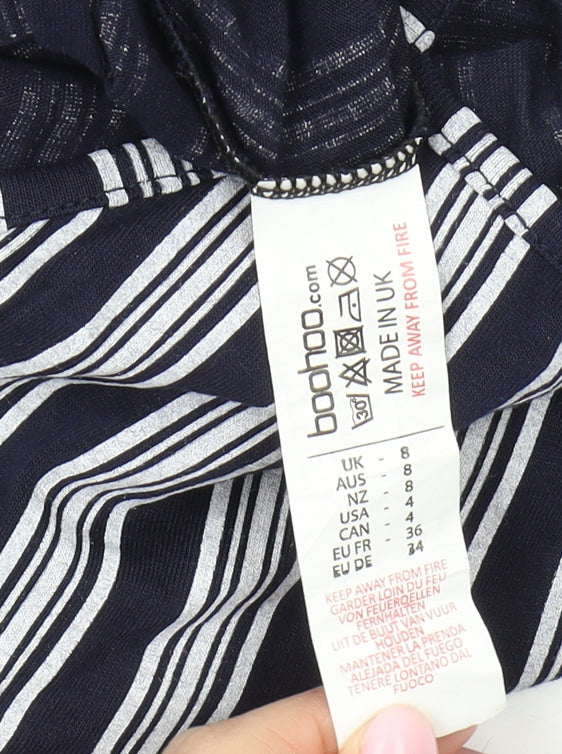 boohoo.com
30°
MADE IN UK
KEEP AWAY FROM FIRE
UK - 8
AUS - 8
NZ - 8
USA - 4
CAN - 4
EU FR - 36
EU DE - 34
KEEP AWAY FROM FIRE
GARDER LOIN DU FEU
VON FEUERQELLEN
FERNHALTEN
UIT DE BUUT VAN VUUR
HOUDEN
MANTENER LA PRENDA
ALEJADA DEL FUEGO
TENERE LONTANO DAL
FUOCO